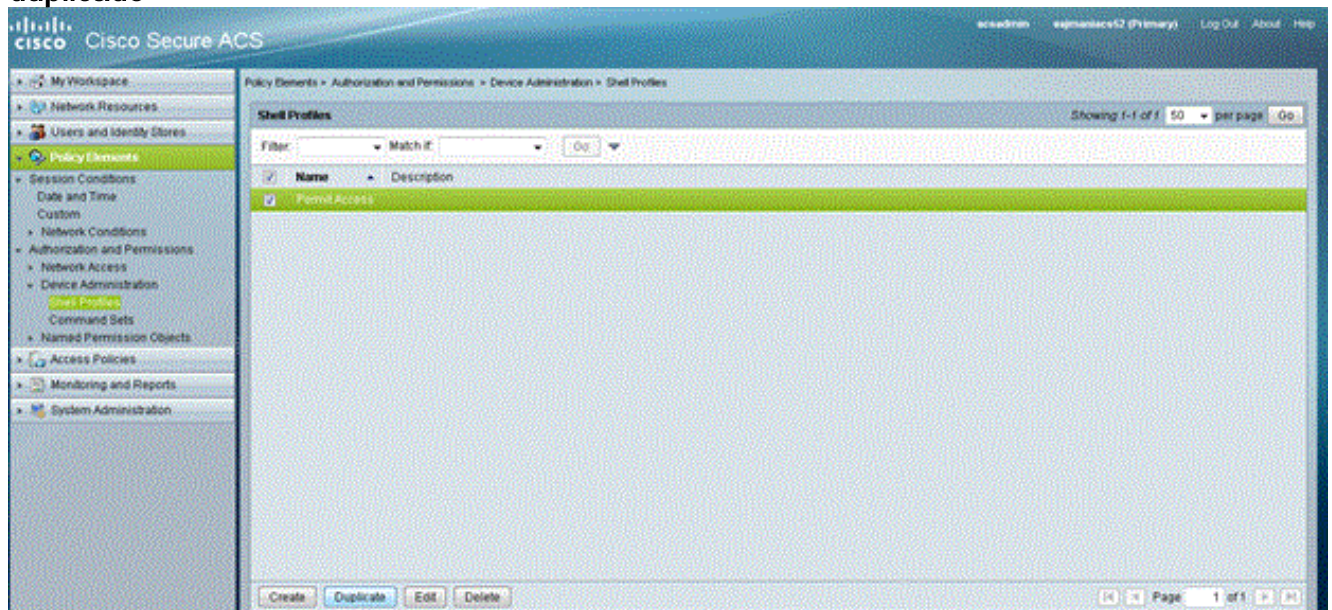 duplicado
cisco Cisco Secure ACS
acsadmin (Primary) Log Out About Help
My Workspace
Network Resources
Users and Identity Stores
Policy Elements
Session Conditions
Date and Time
Custom
Network Conditions
Authorization and Permissions
Network Access
Device Administration
Shell Profiles
Command Sets
Named Permission Objects
Access Policies
Monitoring and Reports
System Administration
Policy Elements > Authorization and Permissions > Device Administration > Shell Profiles
Shell Profiles Showing 1-1 of 1 50 per page Go
Filter: Match if: Go
Name Description
Permit Access
Create Duplicate Edit Delete Page 1 of 1